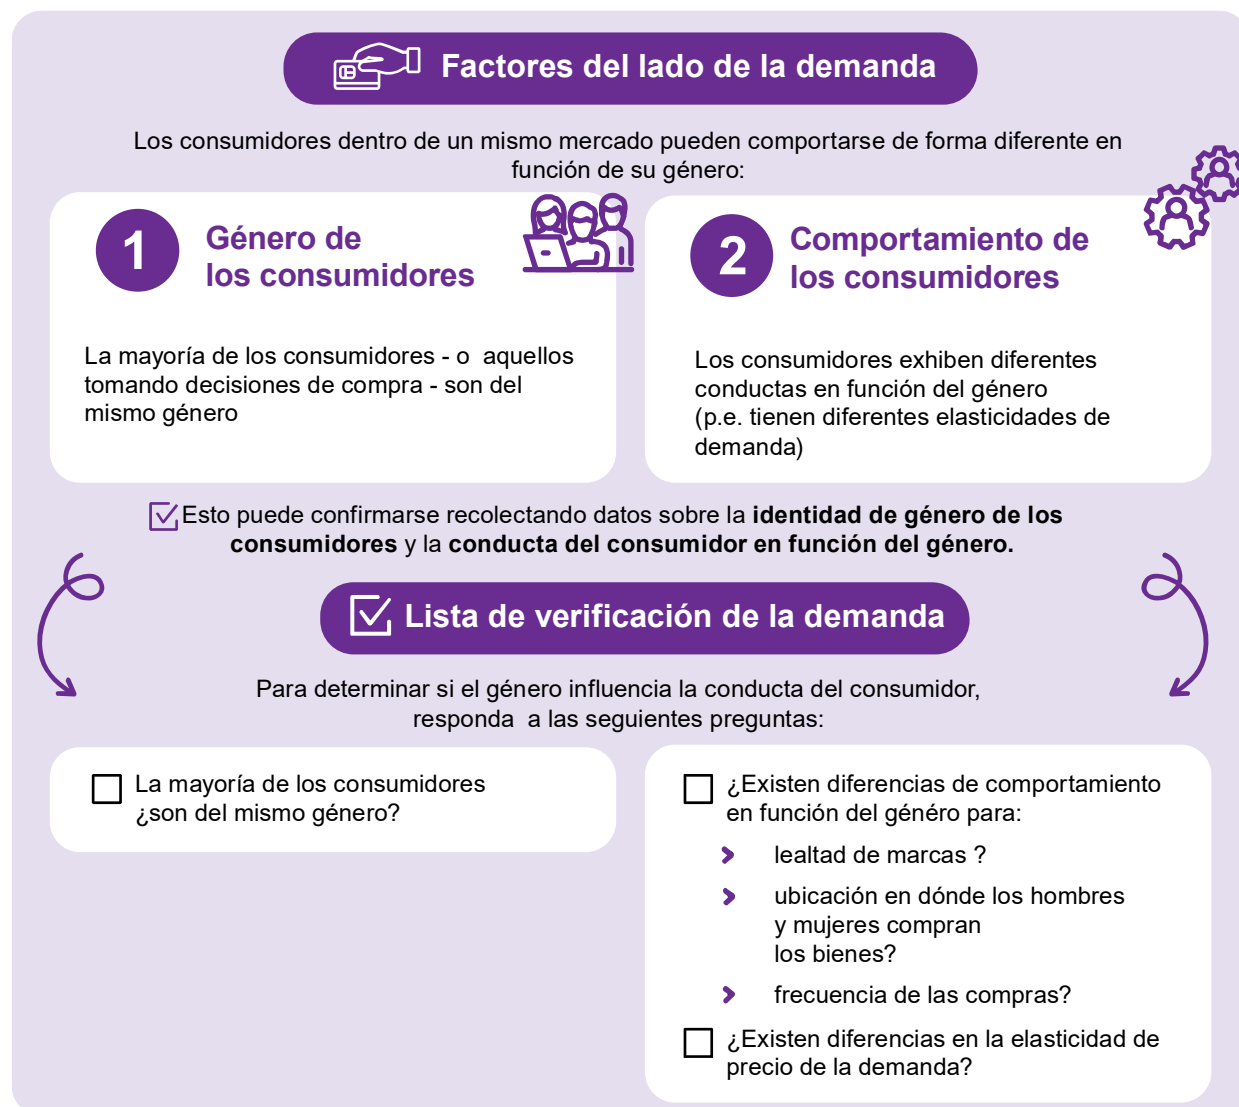 Factores del lado de la demanda
Los consumidores dentro de un mismo mercado pueden comportarse de forma diferente en
función de su género:
1
Género de
los consumidores
La mayoría de los consumidores - o  aquellos
tomando decisiones de compra - son del
mismo género
2
Comportamiento de
los consumidores
Los consumidores exhiben diferentes
conductas en función del género
(p.e. tienen diferentes elasticidades de
demanda)
Esto puede confirmarse recolectando datos sobre la identidad de género de los
consumidores y la conducta del consumidor en función del género.
Lista de verificación de la demanda
Para determinar si el género influencia la conducta del consumidor,
responda  a las seguientes preguntas:
La mayoría de los consumidores
¿son del mismo género?
¿Existen diferencias de comportamiento
en función del généro para:
lealtad de marcas ?
ubicación en dónde los hombres
y mujeres compran
los bienes?
frecuencia de las compras?
¿Existen diferencias en la elasticidad de
precio de la demanda?